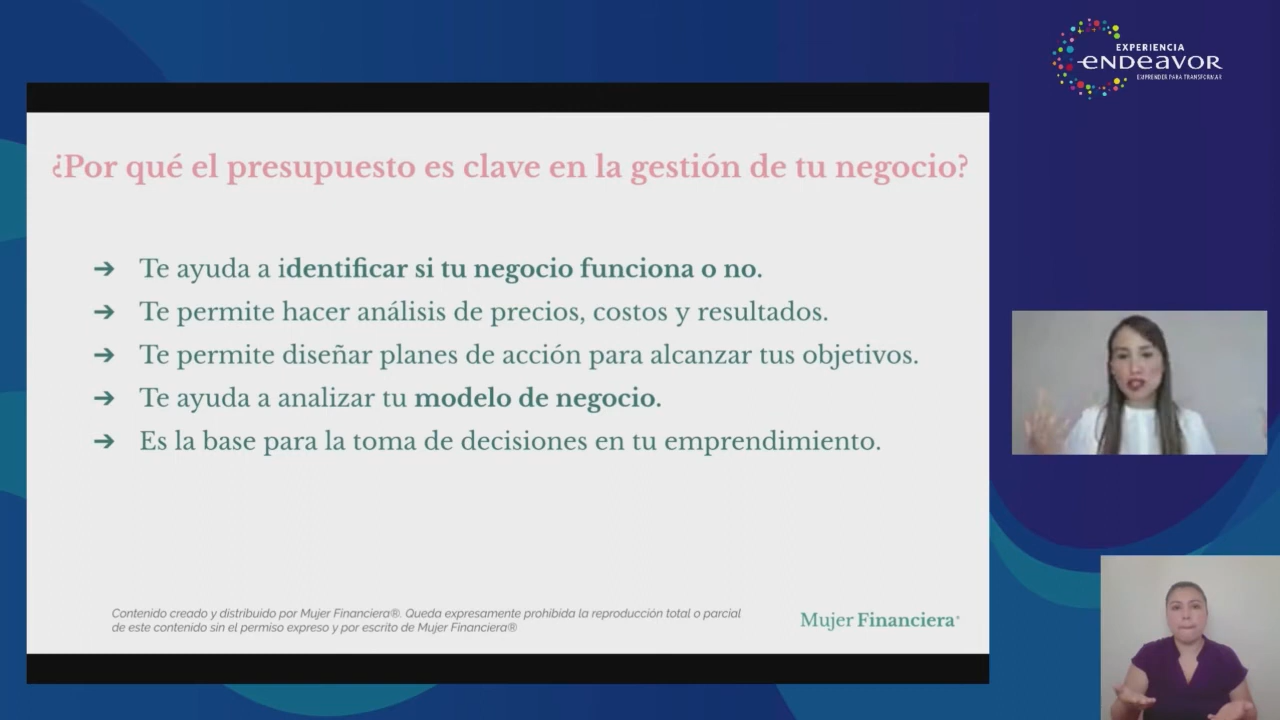 EXPERIENCIA
ENDEAVOR
EMPRENDER PARA TRANSFORMAR
¿Por qué el presupuesto es clave en la gestión de tu negocio?
➔ Te ayuda a identificar si tu negocio funciona o no.
➔ Te permite hacer análisis de precios, costos y resultados.
➔ Te permite diseñar planes de acción para alcanzar tus objetivos.
➔ Te ayuda a analizar tu modelo de negocio.
➔ Es la base para la toma de decisiones en tu emprendimiento.
Contenido creado y distribuido por Mujer Financiera®. Queda expresamente prohibida la reproducción total o parcial
de este contenido sin el permiso expreso y por escrito de Mujer Financiera®
Mujer Financiera®